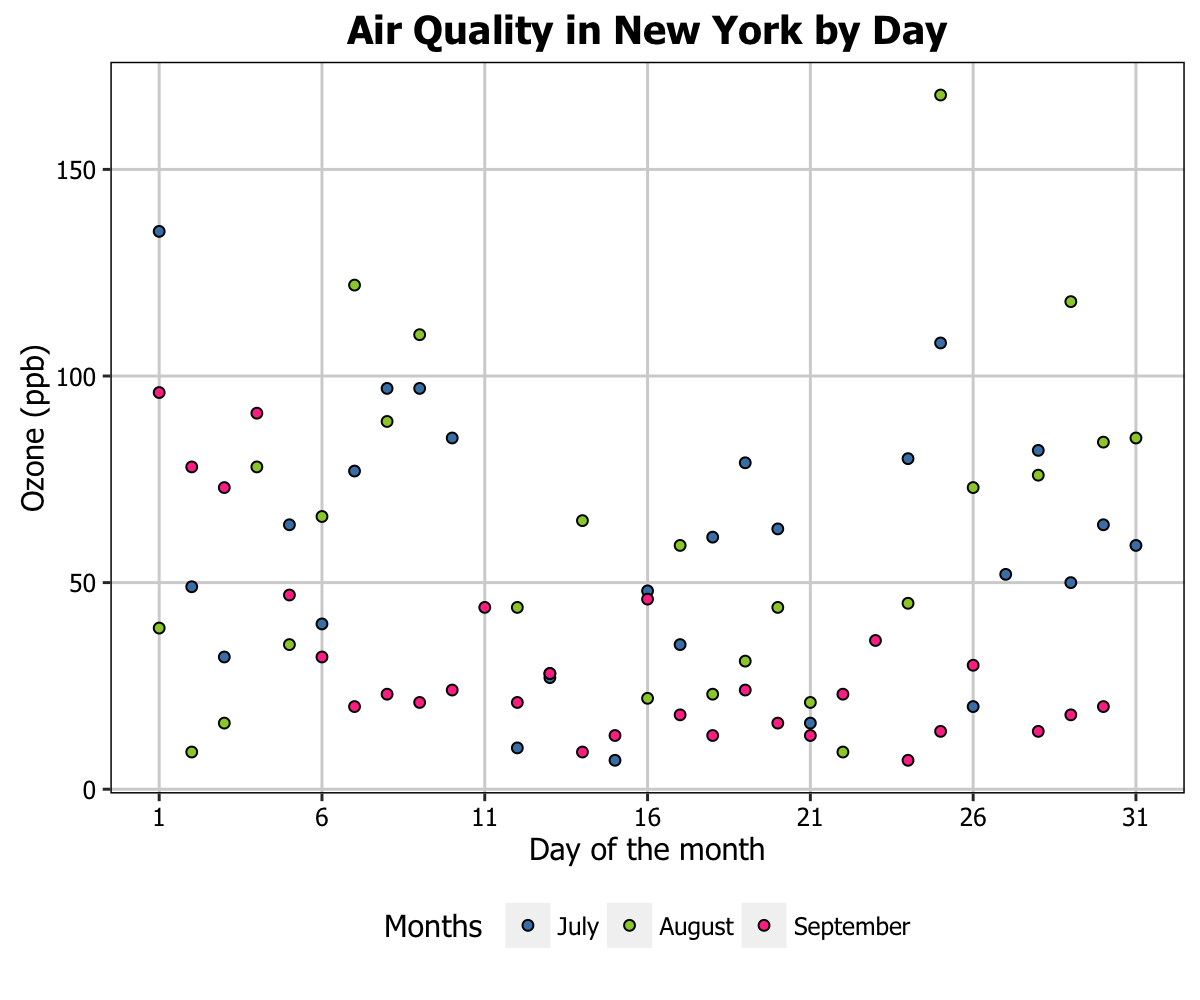 Air Quality in New York by Day
Ozone (ppb)
150
100
50
0
1 6 11 16 21 26 31
Day of the month
Months July August September